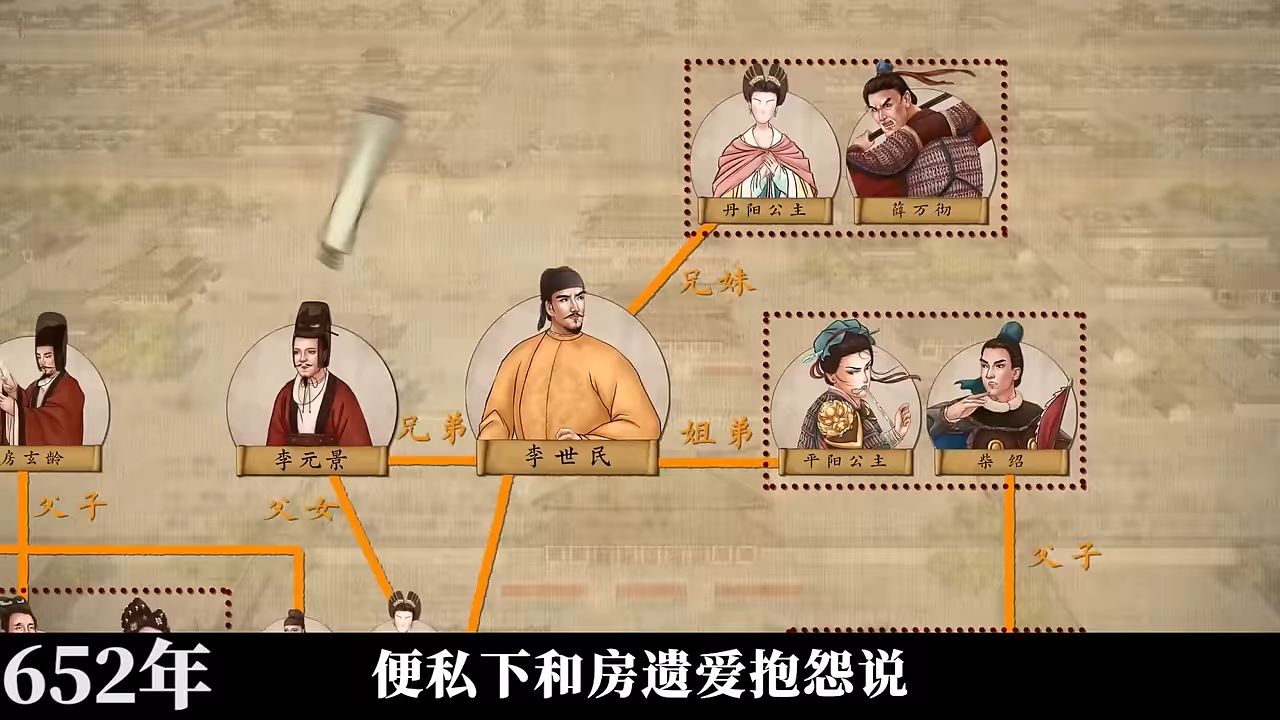 丹阳公主
薛万彻
兄妹
房玄龄
李元景
兄弟
李世民
姐弟
平阳公主
柴绍
父子
父女
父子
652年
便私下和房遗爱抱怨说